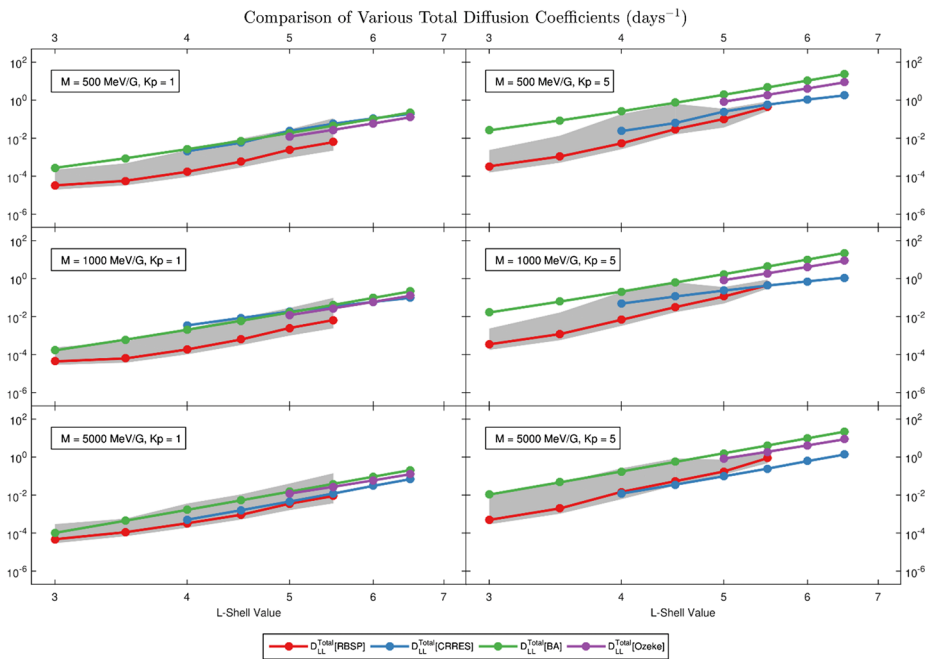 Comparison of Various Total Diffusion Coefficients (days⁻¹)
3 4 5 6 7 3 4 5 6 7
M = 500 MeV/G, Kp = 1
M = 500 MeV/G, Kp = 5
10² 10⁰ 10⁻² 10⁻⁴ 10⁻⁶
10² 10⁰ 10⁻² 10⁻⁴ 10⁻⁶
M = 1000 MeV/G, Kp = 1
M = 1000 MeV/G, Kp = 5
10² 10⁰ 10⁻² 10⁻⁴ 10⁻⁶
10² 10⁰ 10⁻² 10⁻⁴ 10⁻⁶
M = 5000 MeV/G, Kp = 1
M = 5000 MeV/G, Kp = 5
10² 10⁰ 10⁻² 10⁻⁴ 10⁻⁶
10² 10⁰ 10⁻² 10⁻⁴ 10⁻⁶
3 4 5 6 7 3 4 5 6 7
L-Shell Value L-Shell Value
D_LL^Total[RBSP] D_LL^Total[CRRES] D_LL^Total[BA] D_LL^Total[Ozeke]